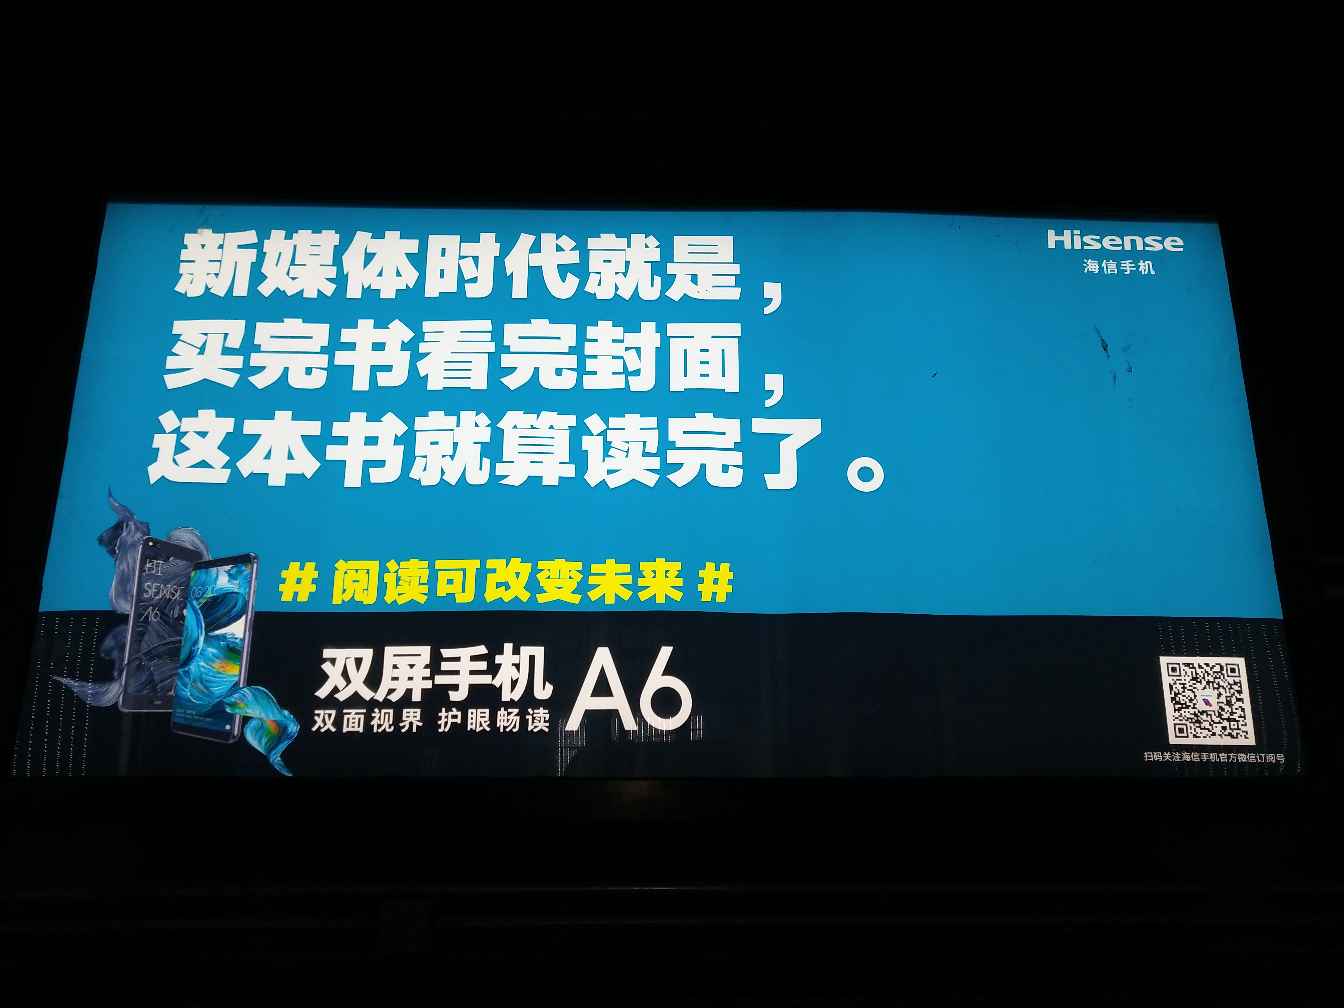 新媒体时代就是，
买完书看完封面，
这本书就算读完了。
Hisense
海信手机
# 阅读可改变未来 #
HI
SENSE
A6
双屏手机 A6
双面视界 护眼畅读
扫码关注海信手机官方微信订阅号